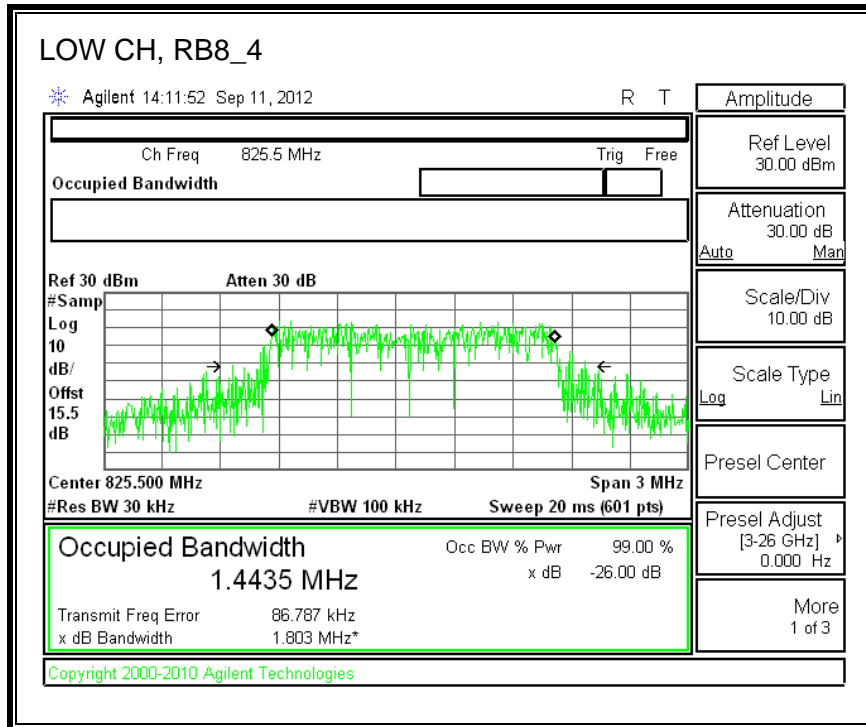 LOW CH, RB8_4
Agilent 14:11:52 Sep 11, 2012 R T
Ch Freq 825.5 MHz Trig Free
Occupied Bandwidth
Ref 30 dBm Atten 30 dB
#Samp
Log
10
dB/
Offst
15.5
dB
Center 825.500 MHz Span 3 MHz
#Res BW 30 kHz #VBW 100 kHz Sweep 20 ms (601 pts)
Occupied Bandwidth Occ BW % Pwr 99.00 %
1.4435 MHz x dB -26.00 dB
Transmit Freq Error 86.787 kHz
x dB Bandwidth 1.803 MHz*
Copyright 2000-2010 Agilent Technologies
Amplitude
Ref Level
30.00 dBm
Attenuation
30.00 dB
Auto Man
Scale/Div
10.00 dB
Scale Type
Log Lin
Presel Center
Presel Adjust
[3-26 GHz]
0.000 Hz
More
1 of 3